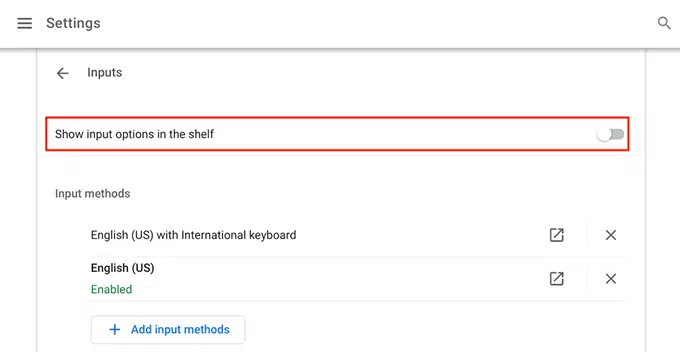 Settings
Inputs
Show input options in the shelf
Input methods
English (US) with International keyboard
English (US)
Enabled
Add input methods